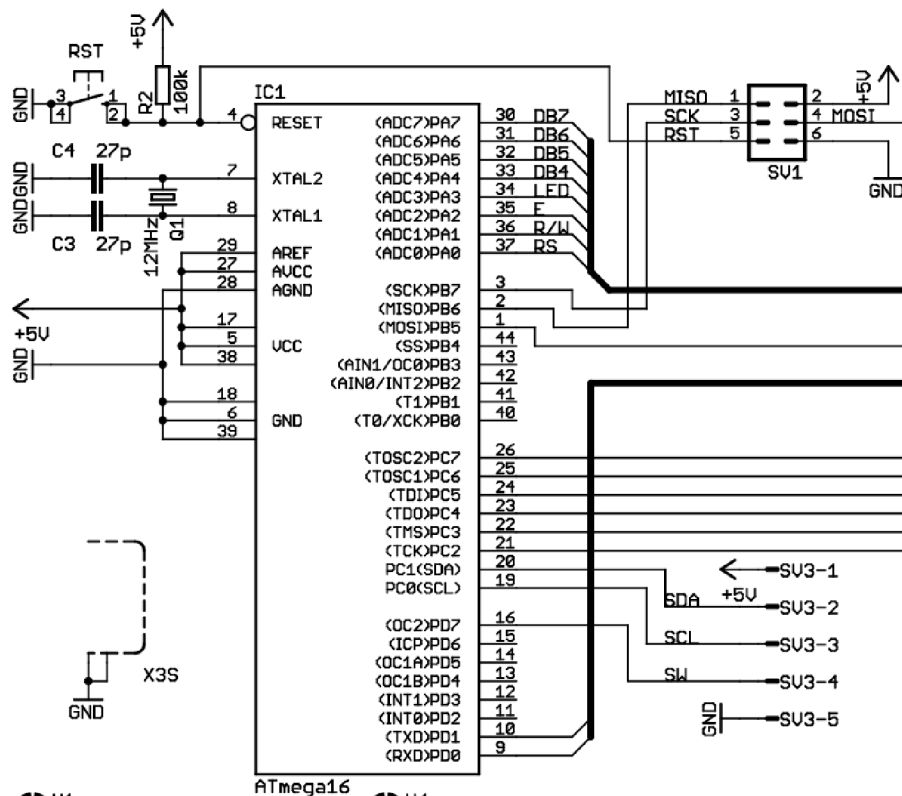 +5V
RST
GND
3
4
1
2
R2
100k
4
IC1
RESET
C4
27p
GND
7
XTAL2
GND
8
XTAL1
C3
27p
12MHz
Q1
29
AREF
27
AVCC
28
AGND
+5V
17
5
VCC
38
GND
18
6
GND
39
(ADC7)PA7
30
DB7
(ADC6)PA6
31
DB6
(ADC5)PA5
32
DB5
(ADC4)PA4
33
DB4
(ADC3)PA3
34
LED
(ADC2)PA2
35
E
(ADC1)PA1
36
R/W
(ADC0)PA0
37
RS
(SCK)PB7
3
(MISO)PB6
2
(MOSI)PB5
1
(SS)PB4
44
(AIN1/OC0)PB3
43
(AIN0/INT2)PB2
42
(T1)PB1
41
(T0/XCK)PB0
40
(TOSC2)PC7
26
(TOSC1)PC6
25
(TDI)PC5
24
(TDO)PC4
23
(TMS)PC3
22
(TCK)PC2
21
PC1(SDA)
20
PC0(SCL)
19
(OC2)PD7
16
(ICP)PD6
15
(OC1A)PD5
14
(OC1B)PD4
13
(INT1)PD3
12
(INT0)PD2
11
(TXD)PD1
10
(RXD)PD0
9
ATmega16
MISO
1
2
+5V
SCK
3
4
MOSI
RST
5
6
SV1
GND
SV3-1
+5V
SDA
SV3-2
SCL
SV3-3
SW
SV3-4
GND
SV3-5
X3S
GND